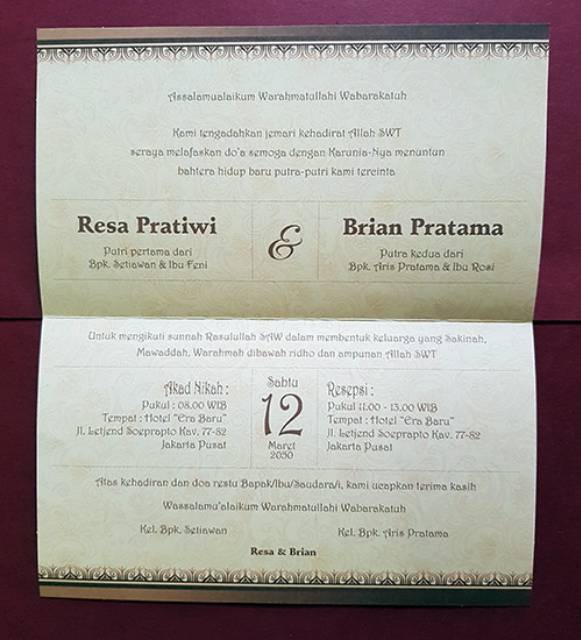 Assalamualaikum Warahmatullahi Wabarakatuh
Kami tengadahkan jemari kehadirat Allah SWT
seraya melafaskan do'a semoga dengan Karunia-Nya menuntun
bahtera hidup baru putra-putri kami tercinta
Resa Pratiwi
Putri pertama dari
Bpk. Setiawan & Ibu Feni
&
Brian Pratama
Putra kedua dari
Bpk. Aris Pratama & Ibu Rosi
Untuk mengikuti sunnah Rasulullah SAW dalam membentuk keluarga yang Sakinah,
Mawaddah, Warahmah dibawah ridho dan ampunan Allah SWT
Akad Nikah :
Pukul : 08.00 WIB
Tempat : Hotel "Era Baru"
Jl. Letjend Soeprapto Kav. 77-82
Jakarta Pusat
Sabtu
12
Maret
2050
Resepsi :
Pukul 11.00 - 13.00 WIB
Tempat : Hotel "Era Baru"
Jl. Letjend Soeprapto Kav. 77-82
Jakarta Pusat
Atas kehadiran dan doa restu Bapak/Ibu/Saudara/i, kami ucapkan terima kasih
Wassalamu'alaikum Warahmatullahi Wabarakatuh
Kel. Bpk. Setiawan
Kel. Bpk. Aris Pratama
Resa & Brian